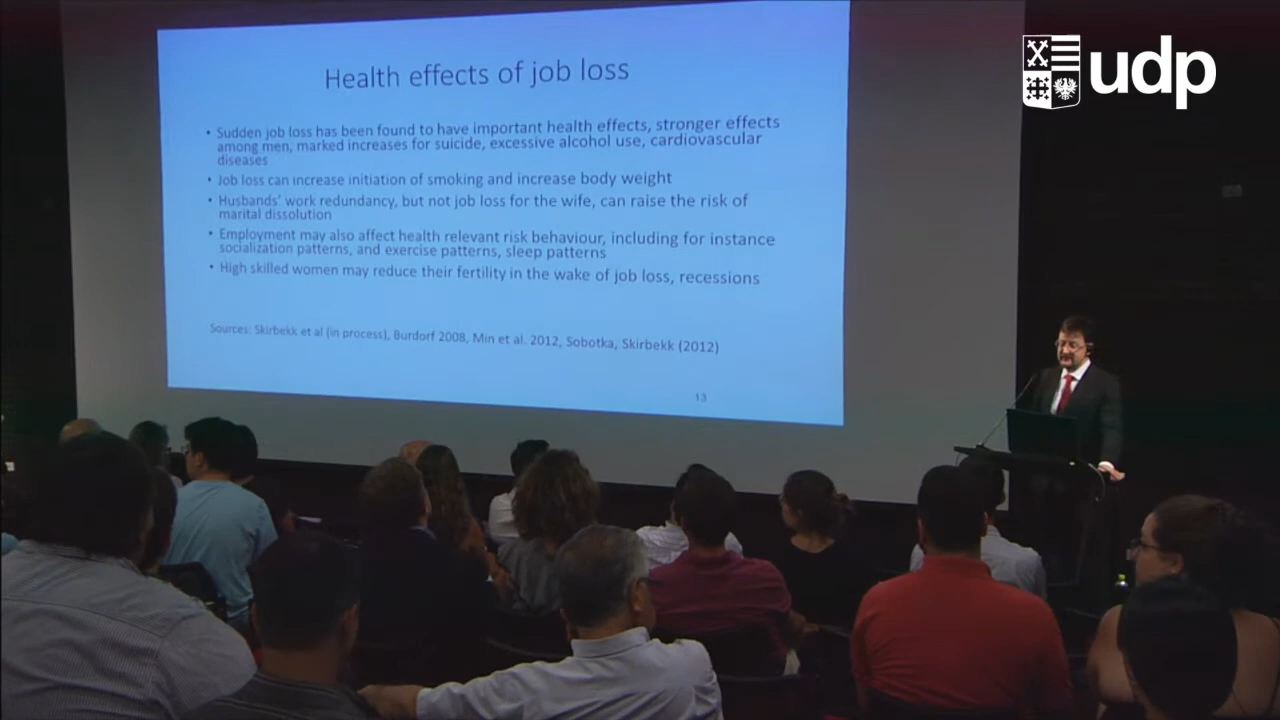 udp
Health effects of job loss
• Sudden job loss has been found to have important health effects, stronger effects
among men, marked increases for suicide, excessive alcohol use, cardiovascular
diseases
• Job loss can increase initiation of smoking and increase body weight
• Husbands' work redundancy, but not job loss for the wife, can raise the risk of
marital dissolution
• Employment may also affect health relevant risk behaviour, including for instance
socialization patterns, and exercise patterns, sleep patterns
• High skilled women may reduce their fertility in the wake of job loss, recessions
Sources: Skirbekk et al (in process), Burdorf 2008, Min et al. 2012, Sobotka, Skirbekk (2012)
13